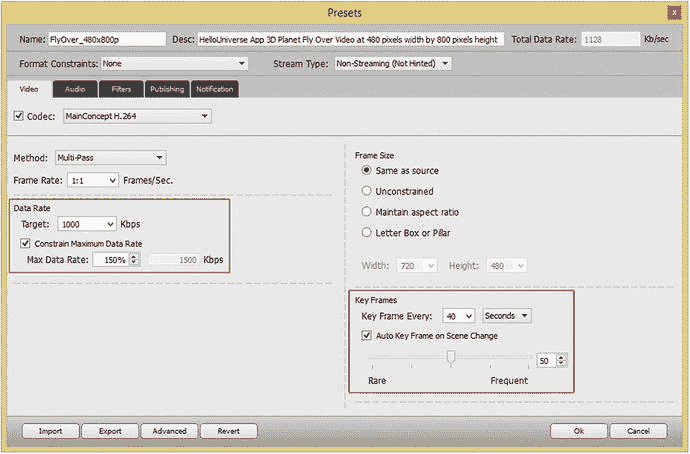 Presets
x
Name: FlyOver_480x800p Desc: HelloUniverse App 3D Planet Fly Over Video at 480 pixels width by 800 pixels height Total Data Rate: 1128 Kb/sec
Format Constraints: None Stream Type: Non-Streaming (Not Hinted)
Video Audio Filters Publishing Notification
Codec: MainConcept H.264
Method: Multi-Pass
Frame Rate: 1:1 Frames/Sec.
Data Rate
Target: 1000 Kbps
Constrain Maximum Data Rate
Max Data Rate: 150% 1500 Kbps
Frame Size
Same as source
Unconstrained
Maintain aspect ratio
Letter Box or Pillar
Width: 720 Height: 480
Key Frames
Key Frame Every: 40 Seconds
Auto Key Frame on Scene Change
50
Rare Frequent
Import Export Advanced Revert Ok Cancel